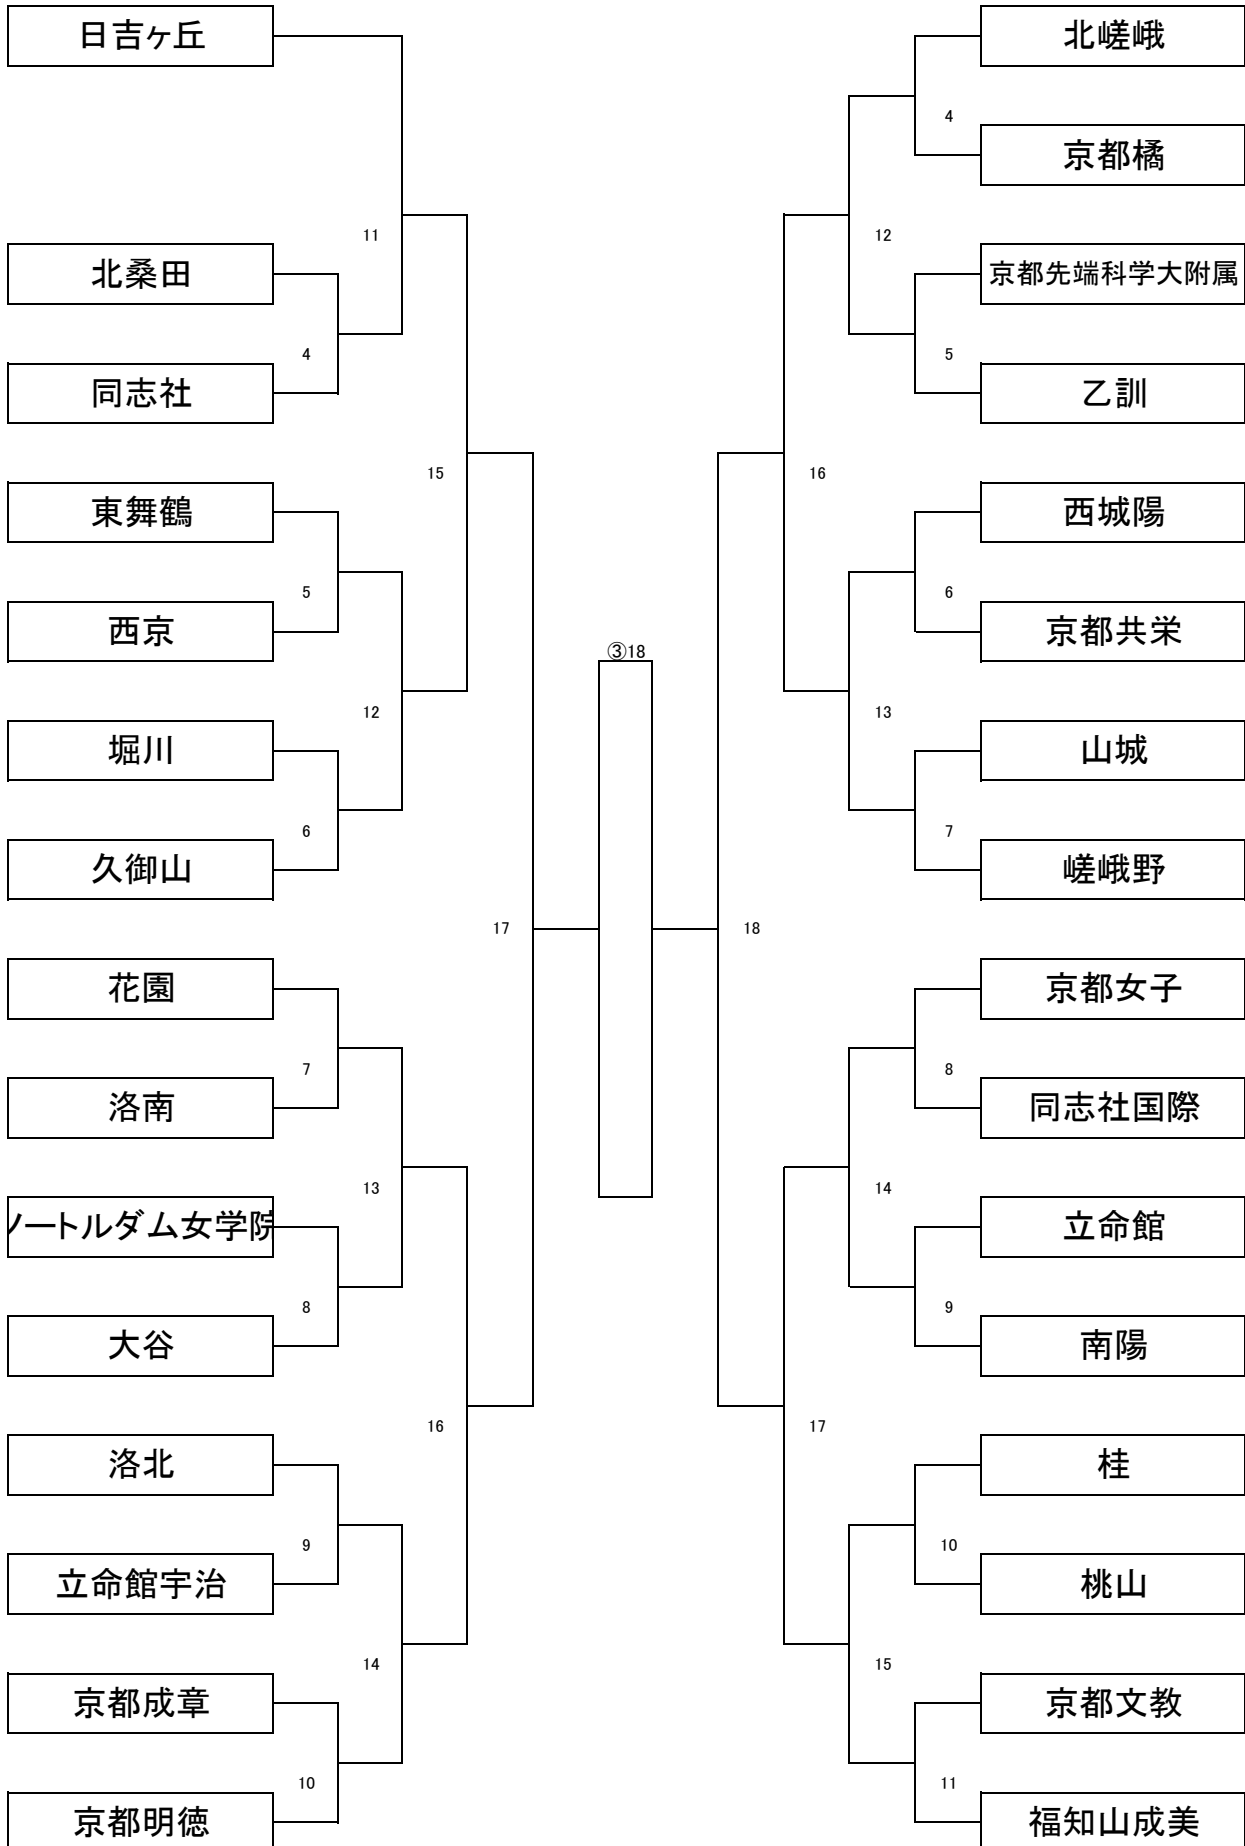 日吉ヶ丘
北桑田
同志社
東舞鶴
西京
堀川
久御山
花園
洛南
ノートルダム女学院
大谷
洛北
立命館宇治
京都成章
京都明徳
4
5
6
7
8
9
10
11
12
13
14
15
16
17
③18
18
16
17
12
13
14
15
4
5
6
7
8
9
10
11
北嵯峨
京都橘
京都先端科学大附属
乙訓
西城陽
京都共栄
山城
嵯峨野
京都女子
同志社国際
立命館
南陽
桂
桃山
京都文教
福知山成美